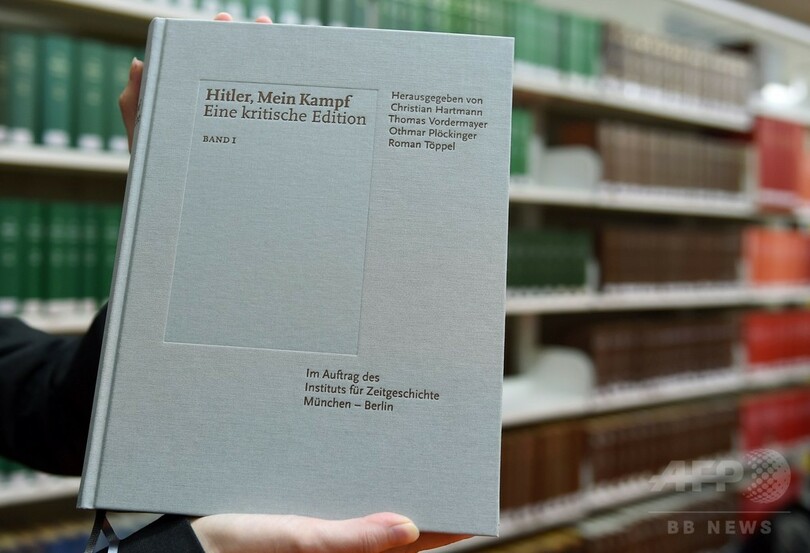 Hitler, Mein Kampf
Eine kritische Edition
BAND I
Herausgegeben von
Christian Hartmann
Thomas Vordermayer
Othmar Plöckinger
Roman Töppel
Im Auftrag des
Instituts für Zeitgeschichte
München – Berlin
AFP
BB NEWS